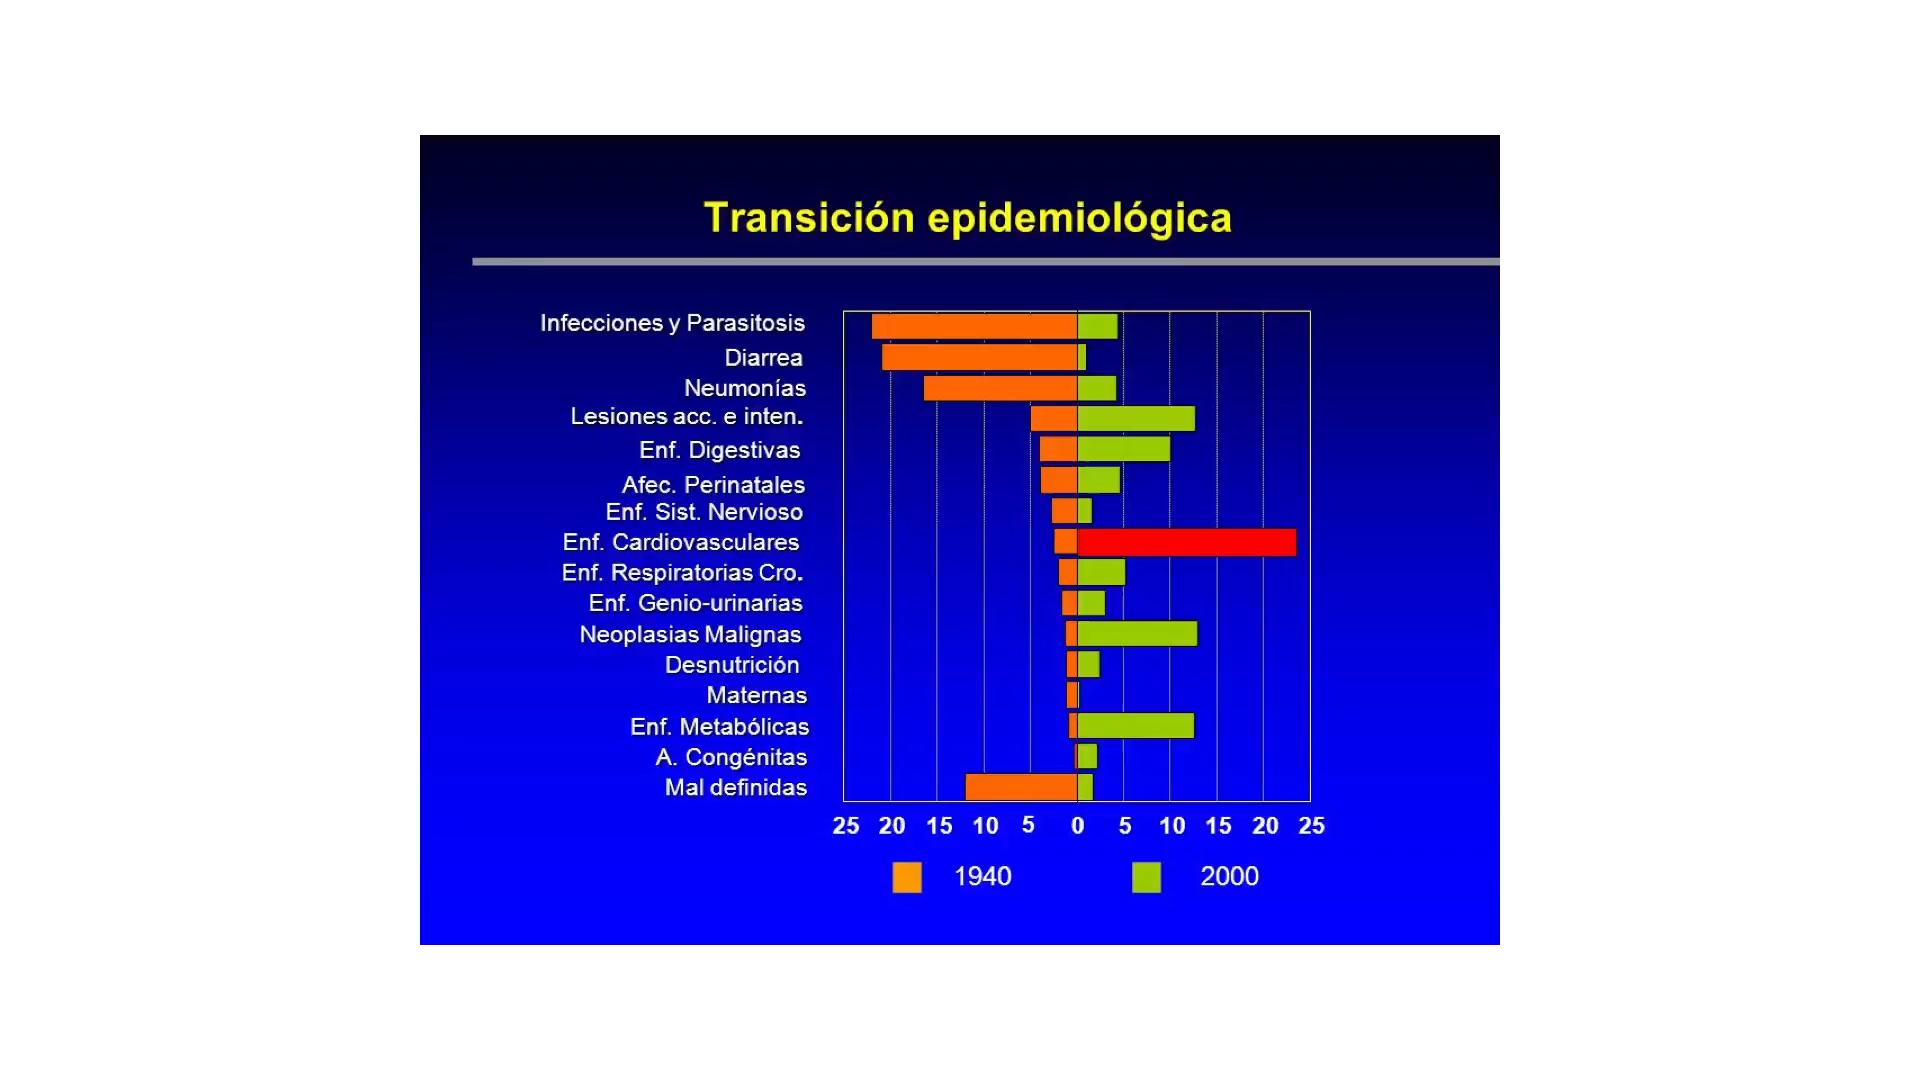 Transición epidemiológica
Infecciones y Parasitosis
Diarrea
Neumonías
Lesiones acc. e inten.
Enf. Digestivas
Afec. Perinatales
Enf. Sist. Nervioso
Enf. Cardiovasculares
Enf. Respiratorias Cro.
Enf. Genio-urinarias
Neoplasias Malignas
Desnutrición
Maternas
Enf. Metabólicas
A. Congénitas
Mal definidas
25 20 15 10 5 0 5 10 15 20 25
1940 2000